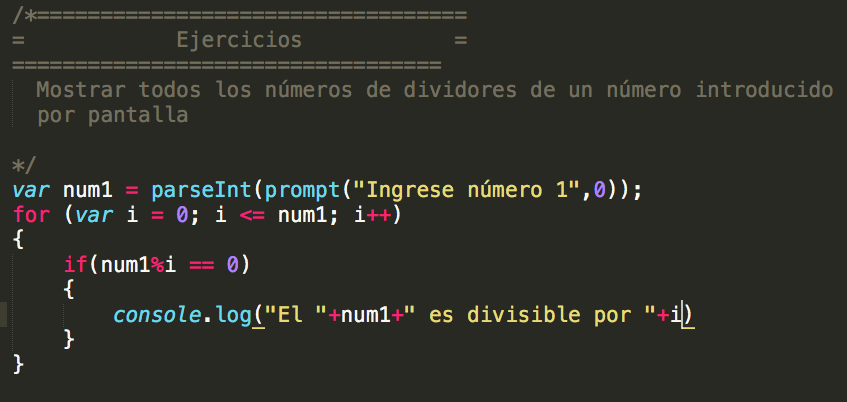 /*==================================
=            Ejercicios            =
==================================
Mostrar todos los números de dividores de un número introducido
por pantalla
*/
var num1 = parseInt(prompt("Ingrese número 1",0));
for (var i = 0; i <= num1; i++)
{
if(num1%i == 0)
{
console.log("El "+num1+" es divisible por "+i)
}
}